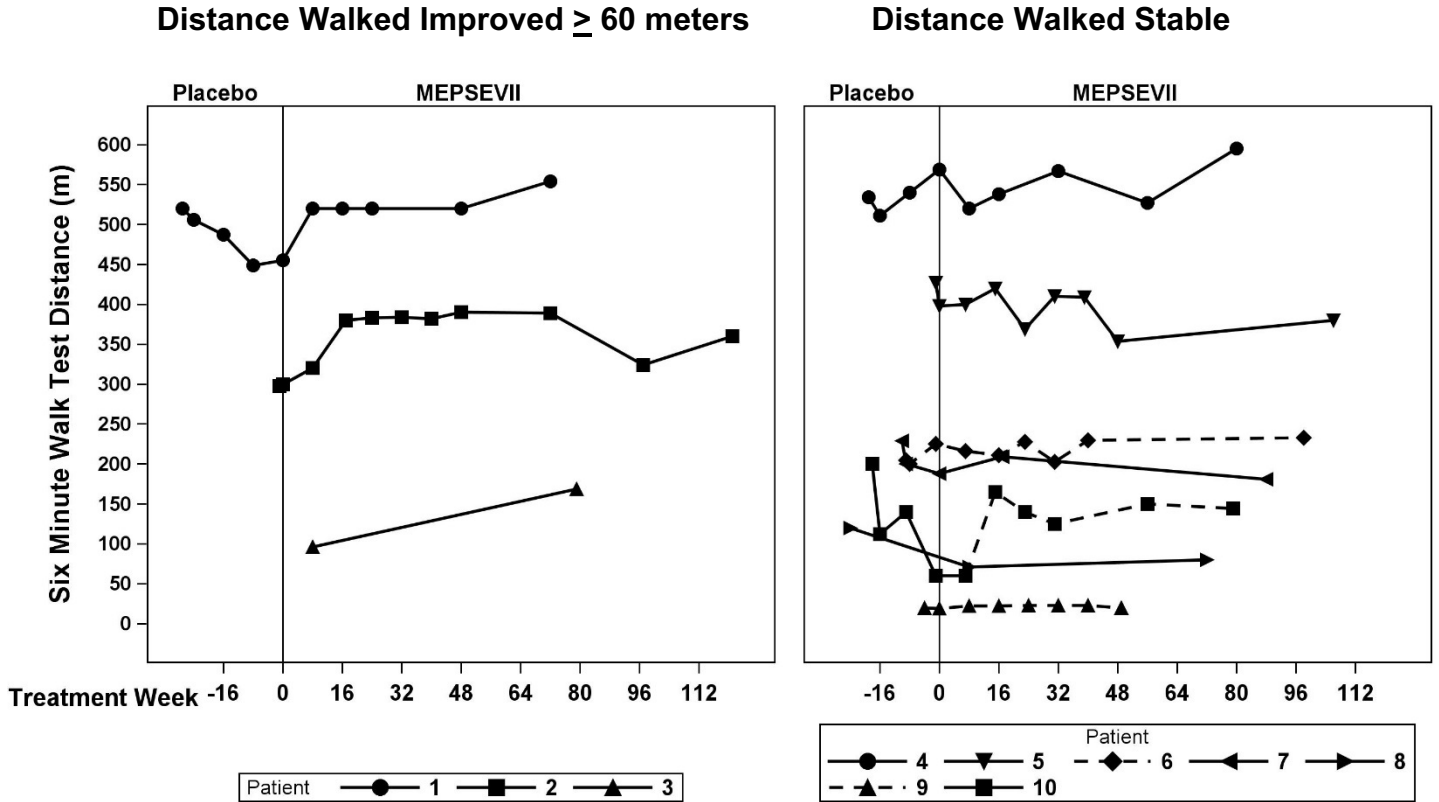 Distance Walked Improved ≥ 60 meters
Distance Walked Stable
Placebo MEPSEVII
Placebo MEPSEVII
Six Minute Walk Test Distance (m)
600
550
500
450
400
350
300
250
200
150
100
50
0
Treatment Week -16 0 16 32 48 64 80 96 112
-16 0 16 32 48 64 80 96 112
Patient 1 2 3
Patient
4 5 6 7 8
9 10